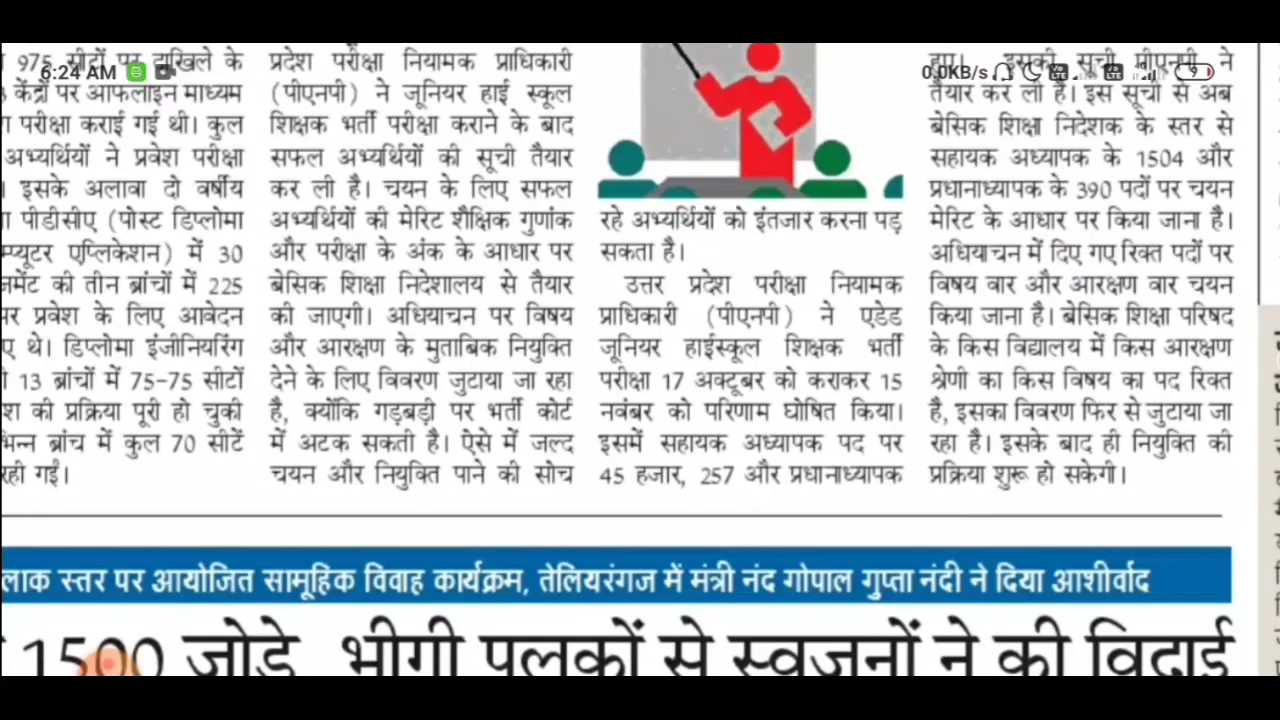 6:24 AM
0.0KB/s
9
975 सीटों पर दाखिले के
केंद्रों पर आफलाइन माध्यम
परीक्षा कराई गई थी। कुल
अभ्यर्थियों ने प्रवेश परीक्षा
। इसके अलावा दो वर्षीय
पीडीसीए (पोस्ट डिप्लोमा
म्प्यूटर एप्लिकेशन) में 30
जमेंट की तीन ब्रांचों में 225
पर प्रवेश के लिए आवेदन
ए थे। डिप्लोमा इंजीनियरिंग
13 ब्रांचों में 75-75 सीटों
श की प्रक्रिया पूरी हो चुकी
भिन्न ब्रांच में कुल 70 सीटें
रही गईं।
प्रदेश परीक्षा नियामक प्राधिकारी
(पीएनपी) ने जूनियर हाई स्कूल
शिक्षक भर्ती परीक्षा कराने के बाद
सफल अभ्यर्थियों की सूची तैयार
कर ली है। चयन के लिए सफल
अभ्यर्थियों की मेरिट शैक्षिक गुणांक
और परीक्षा के अंक के आधार पर
बेसिक शिक्षा निदेशालय से तैयार
की जाएगी। अधियाचन पर विषय
और आरक्षण के मुताबिक नियुक्ति
देने के लिए विवरण जुटाया जा रहा
है, क्योंकि गड़बड़ी पर भर्ती कोर्ट
में अटक सकती है। ऐसे में जल्द
चयन और नियुक्ति पाने की सोच
रहे अभ्यर्थियों को इंतजार करना पड़
सकता है।
उत्तर प्रदेश परीक्षा नियामक
प्राधिकारी (पीएनपी) ने एडेड
जूनियर हाईस्कूल शिक्षक भर्ती
परीक्षा 17 अक्टूबर को कराकर 15
नवंबर को परिणाम घोषित किया।
इसमें सहायक अध्यापक पद पर
45 हजार, 257 और प्रधानाध्यापक
हुए। इसकी सूची पीएनपी ने
तैयार कर ली है। इस सूची से अब
बेसिक शिक्षा निदेशक के स्तर से
सहायक अध्यापक के 1504 और
प्रधानाध्यापक के 390 पदों पर चयन
मेरिट के आधार पर किया जाना है।
अधियाचन में दिए गए रिक्त पदों पर
विषय वार और आरक्षण वार चयन
किया जाना है। बेसिक शिक्षा परिषद
के किस विद्यालय में किस आरक्षण
श्रेणी का किस विषय का पद रिक्त
है, इसका विवरण फिर से जुटाया जा
रहा है। इसके बाद ही नियुक्ति की
प्रक्रिया शुरू हो सकेगी।
लाक स्तर पर आयोजित सामूहिक विवाह कार्यक्रम, तेलियरंगज में मंत्री नंद गोपाल गुप्ता नंदी ने दिया आशीर्वाद
1500 जोड़े, भीगी पलकों से स्वजनों ने की विदाई